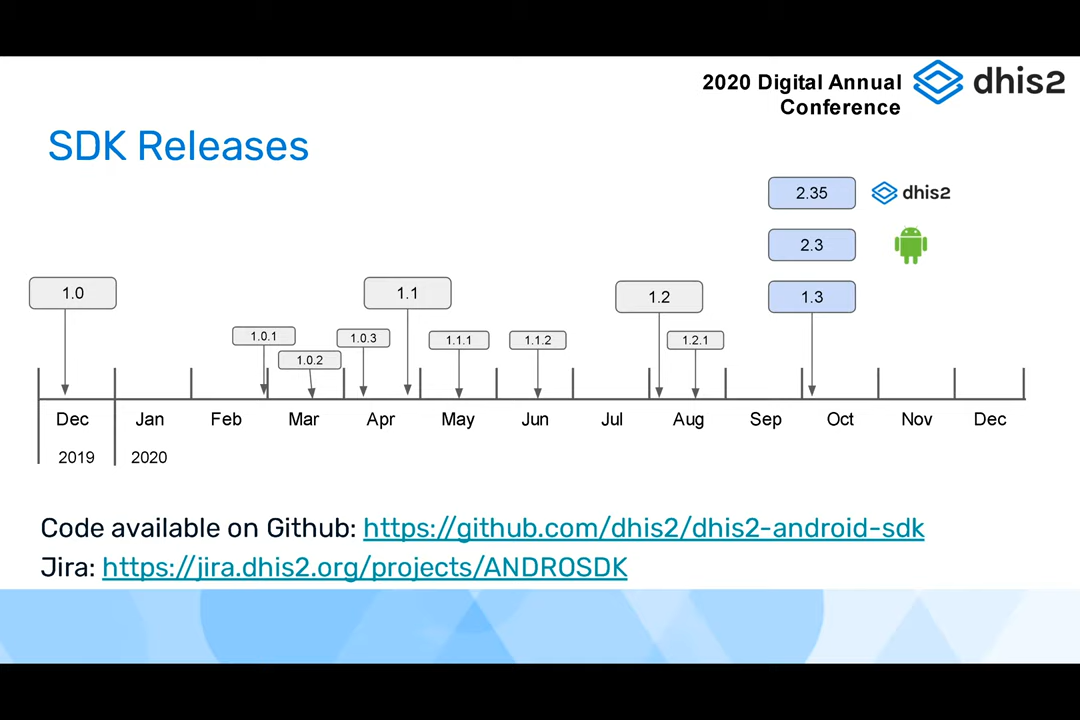 2020 Digital Annual
Conference
dhis2
SDK Releases
2.35 dhis2
2.3
1.0 1.1 1.2 1.3
1.0.1 1.0.2 1.0.3 1.1.1 1.1.2 1.2.1
Dec Jan Feb Mar Apr May Jun Jul Aug Sep Oct Nov Dec
2019 2020
Code available on Github: https://github.com/dhis2/dhis2-android-sdk
Jira: https://jira.dhis2.org/projects/ANDROSDK